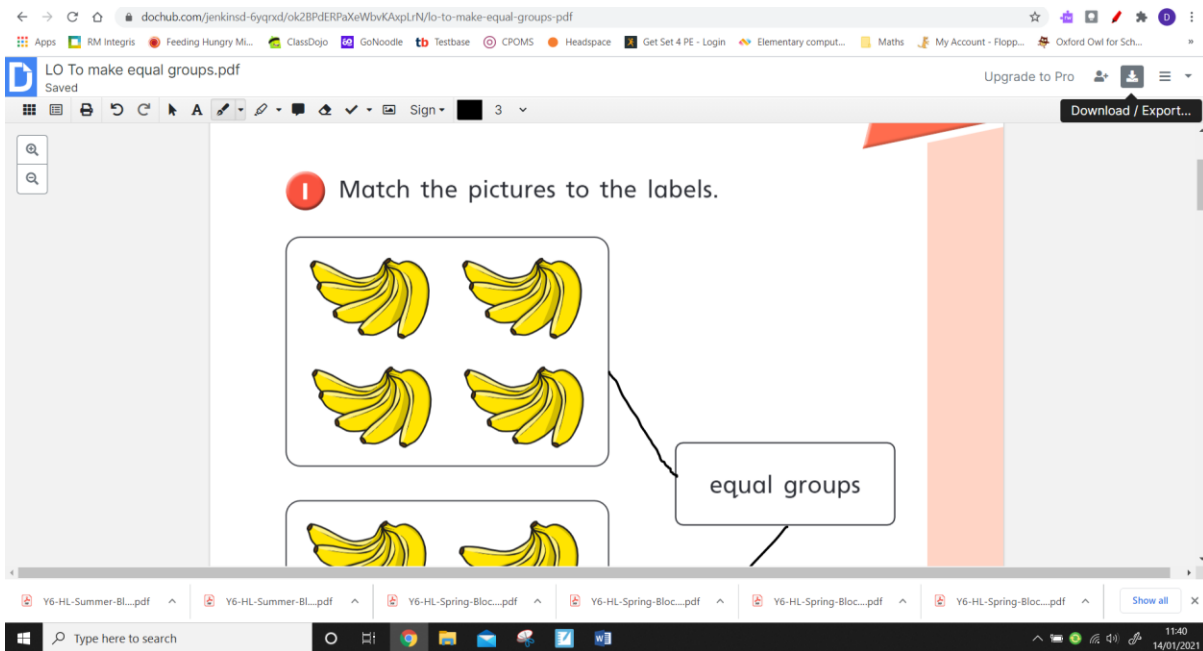 dochub.com/jenkinsd-6yqrxd/ok2BPdERPaXeWbvKAxpLrN/lo-to-make-equal-groups-pdf
D
Apps RM Integris Feeding Hungry Mi... ClassDojo GoNoodle tb Testbase CPOMS Headspace Get Set 4 PE - Login Elementary comput... Maths My Account - Flopp... Oxford Owl for Sch... »
LO To make equal groups.pdf
Saved
Upgrade to Pro
A Sign 3
Download / Export...
1 Match the pictures to the labels.
equal groups
Y6-HL-Summer-Bl....pdf Y6-HL-Summer-Bl....pdf Y6-HL-Spring-Bloc....pdf Y6-HL-Spring-Bloc....pdf Y6-HL-Spring-Bloc....pdf Y6-HL-Spring-Bloc....pdf Show all
Type here to search
11:40
14/01/2021